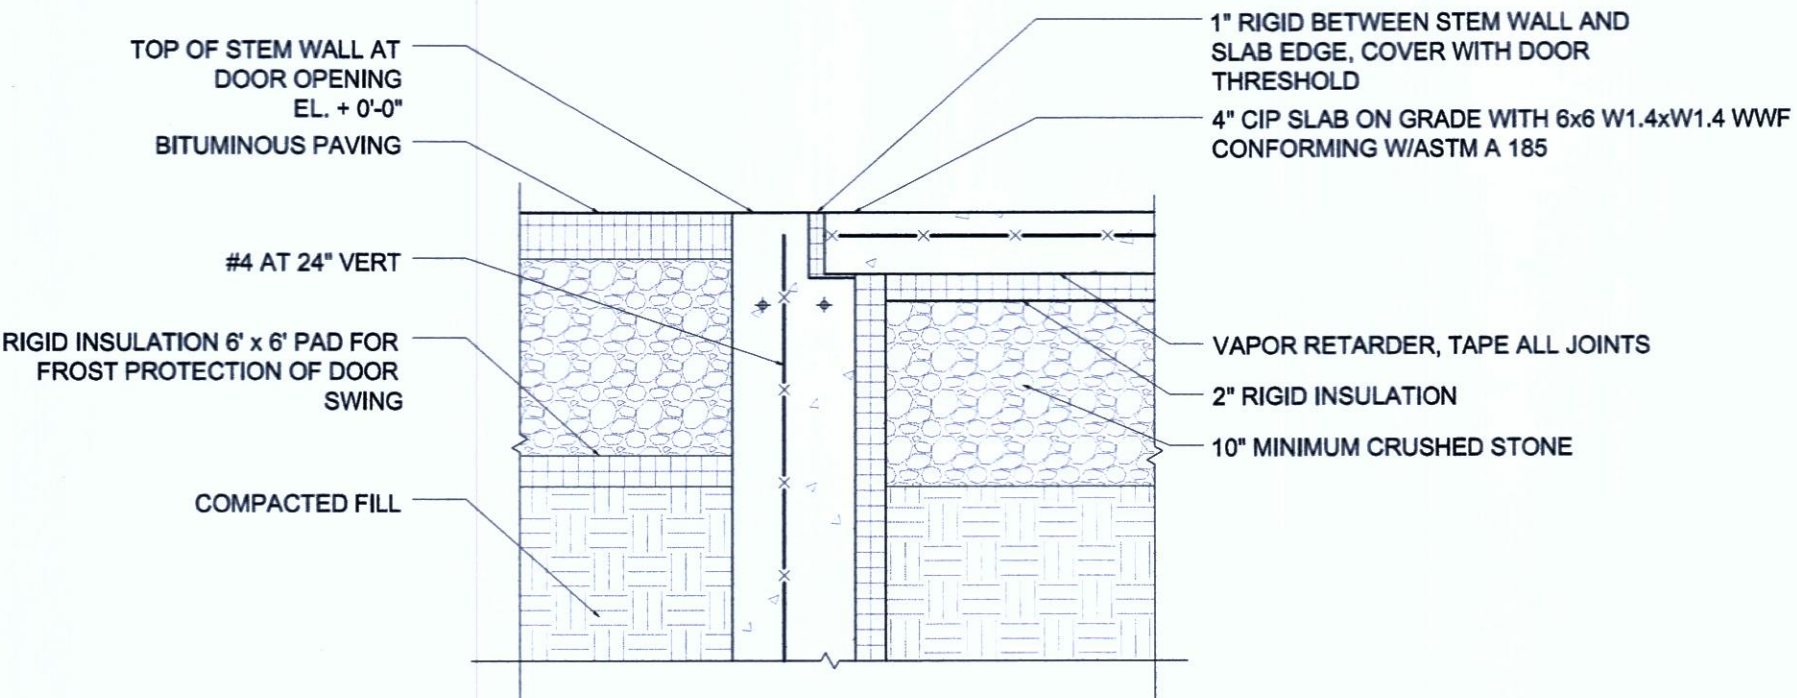 TOP OF STEM WALL AT
DOOR OPENING
EL. + 0'-0"
BITUMINOUS PAVING
#4 AT 24" VERT
RIGID INSULATION 6' x 6' PAD FOR
FROST PROTECTION OF DOOR
SWING
COMPACTED FILL
1" RIGID BETWEEN STEM WALL AND
SLAB EDGE, COVER WITH DOOR
THRESHOLD
4" CIP SLAB ON GRADE WITH 6x6 W1.4xW1.4 WWF
CONFORMING W/ASTM A 185
VAPOR RETARDER, TAPE ALL JOINTS
2" RIGID INSULATION
10" MINIMUM CRUSHED STONE